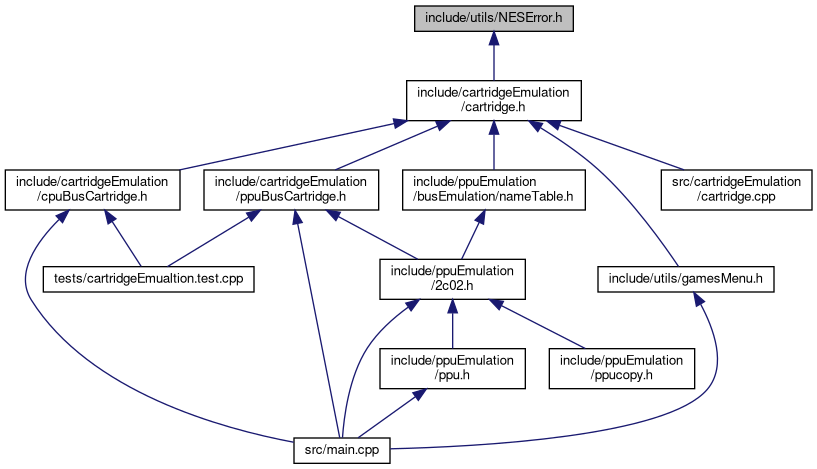 include/utils/NESError.h
include/cartridgeEmulation
/cartridge.h
include/cartridgeEmulation
/cpuBusCartridge.h
include/cartridgeEmulation
/ppuBusCartridge.h
include/ppuEmulation
/busEmulation/nameTable.h
src/cartridgeEmulation
/cartridge.cpp
tests/cartridgeEmualtion.test.cpp
include/ppuEmulation
/2c02.h
include/utils/gamesMenu.h
include/ppuEmulation
/ppu.h
include/ppuEmulation
/ppucopy.h
src/main.cpp